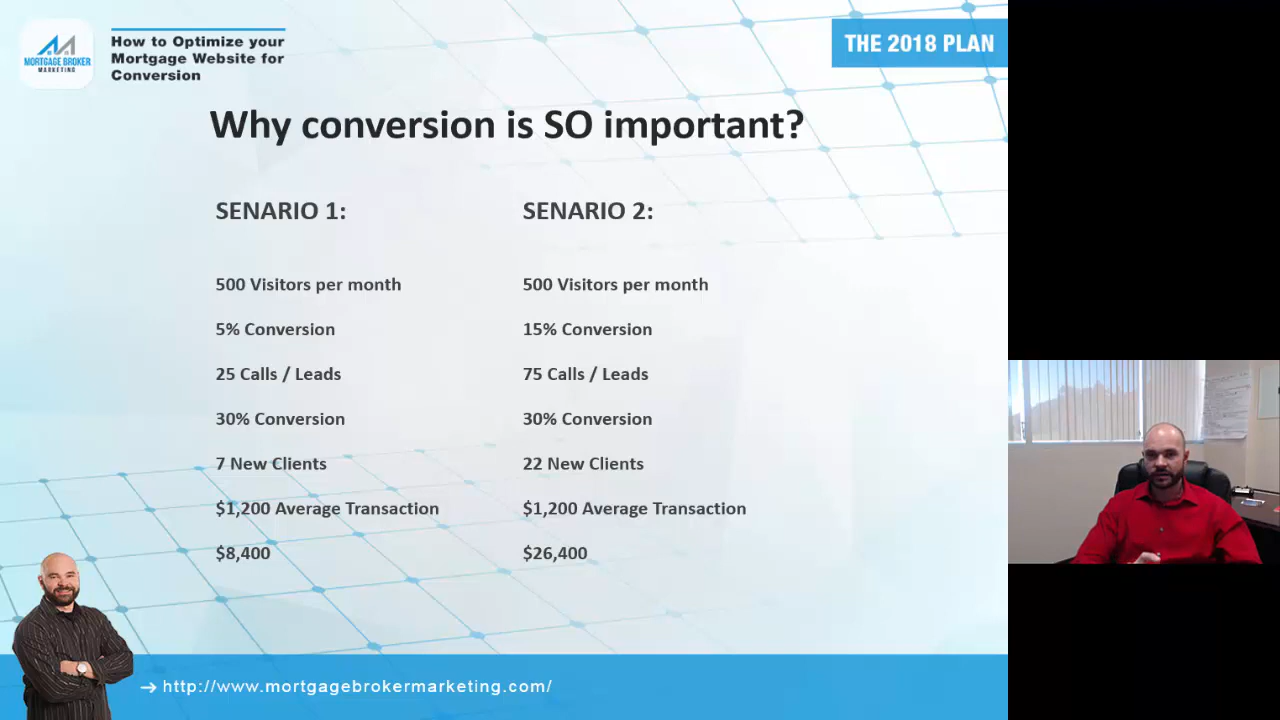 MORTGAGE BROKER
MARKETING
How to Optimize your
Mortgage Website for
Conversion
THE 2018 PLAN
Why conversion is SO important?
SENARIO 1:
500 Visitors per month
5% Conversion
25 Calls / Leads
30% Conversion
7 New Clients
$1,200 Average Transaction
$8,400
SENARIO 2:
500 Visitors per month
15% Conversion
75 Calls / Leads
30% Conversion
22 New Clients
$1,200 Average Transaction
$26,400
http://www.mortgagebrokermarketing.com/